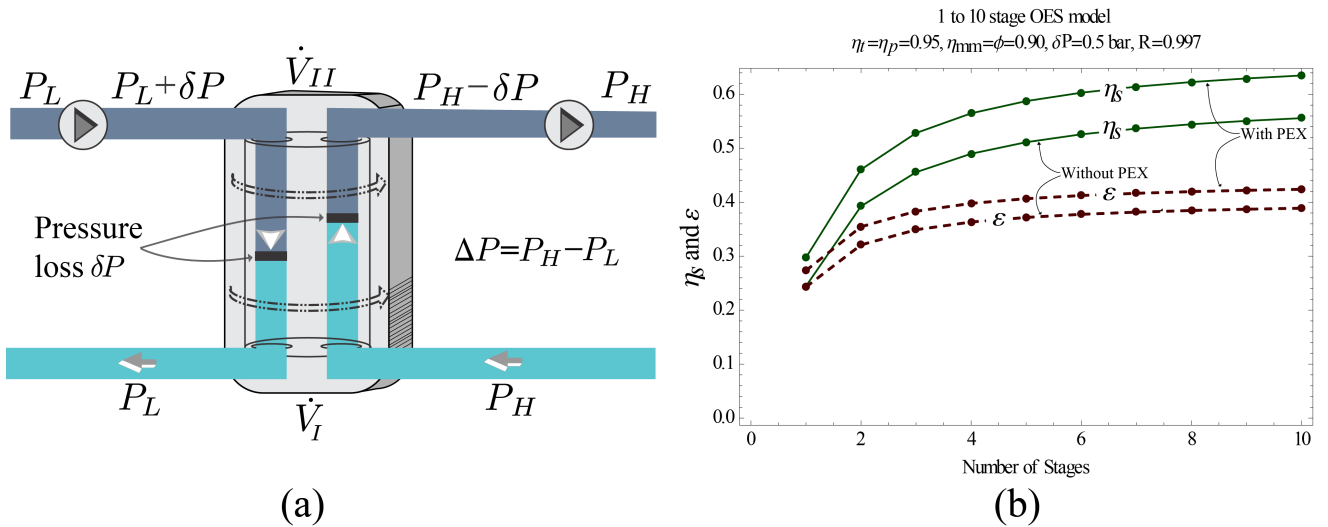 P_L P_L+δP V̇_II P_H−δP P_H
Pressure
loss δP
ΔP=P_H−P_L
P_L V̇_I P_H
(a)
1 to 10 stage OES model
η_t=η_p=0.95, η_mm=ϕ=0.90, δP=0.5 bar, R=0.997
η_s and ε
0.6
0.5
0.4
0.3
0.2
0.1
0.0
η_s
η_s
With PEX
Without PEX
ε
ε
0 2 4 6 8 10
Number of Stages
(b)